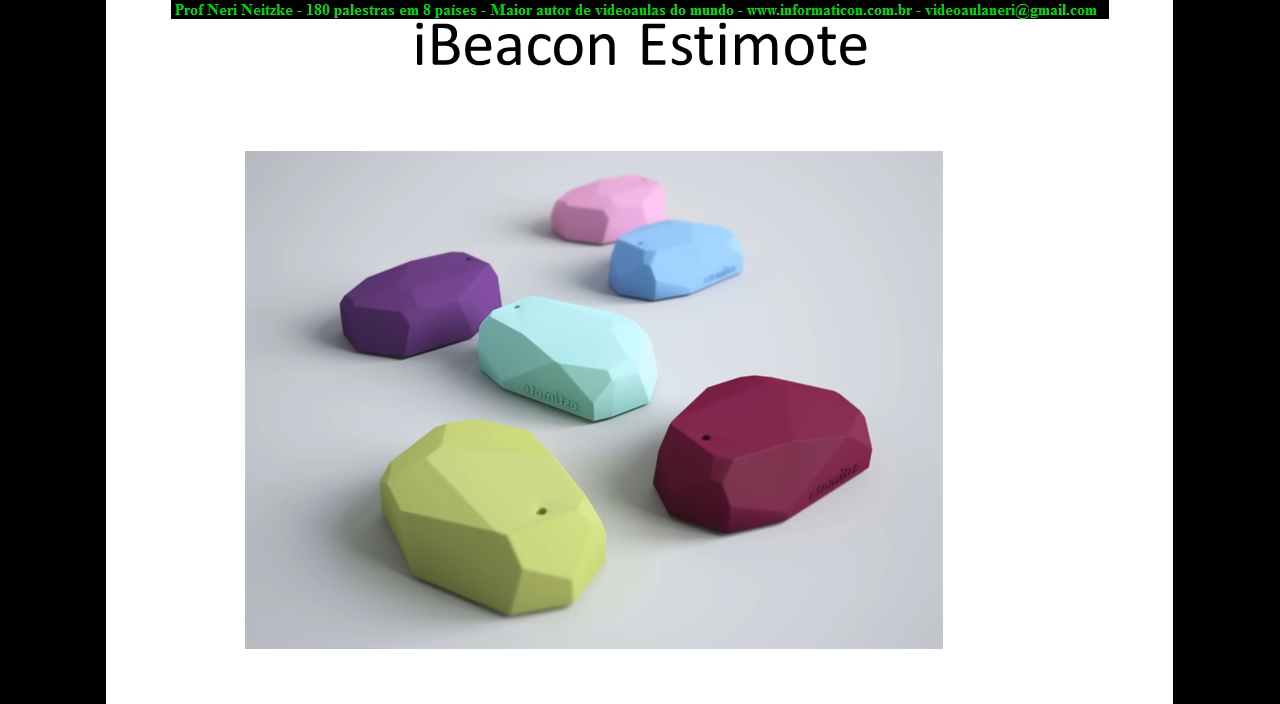 Prof Neri Neitzke - 180 palestras em 8 países - Maior autor de videoaulas do mundo - www.informaticon.com.br - videoaulaneri@gmail.com
iBeacon Estimote